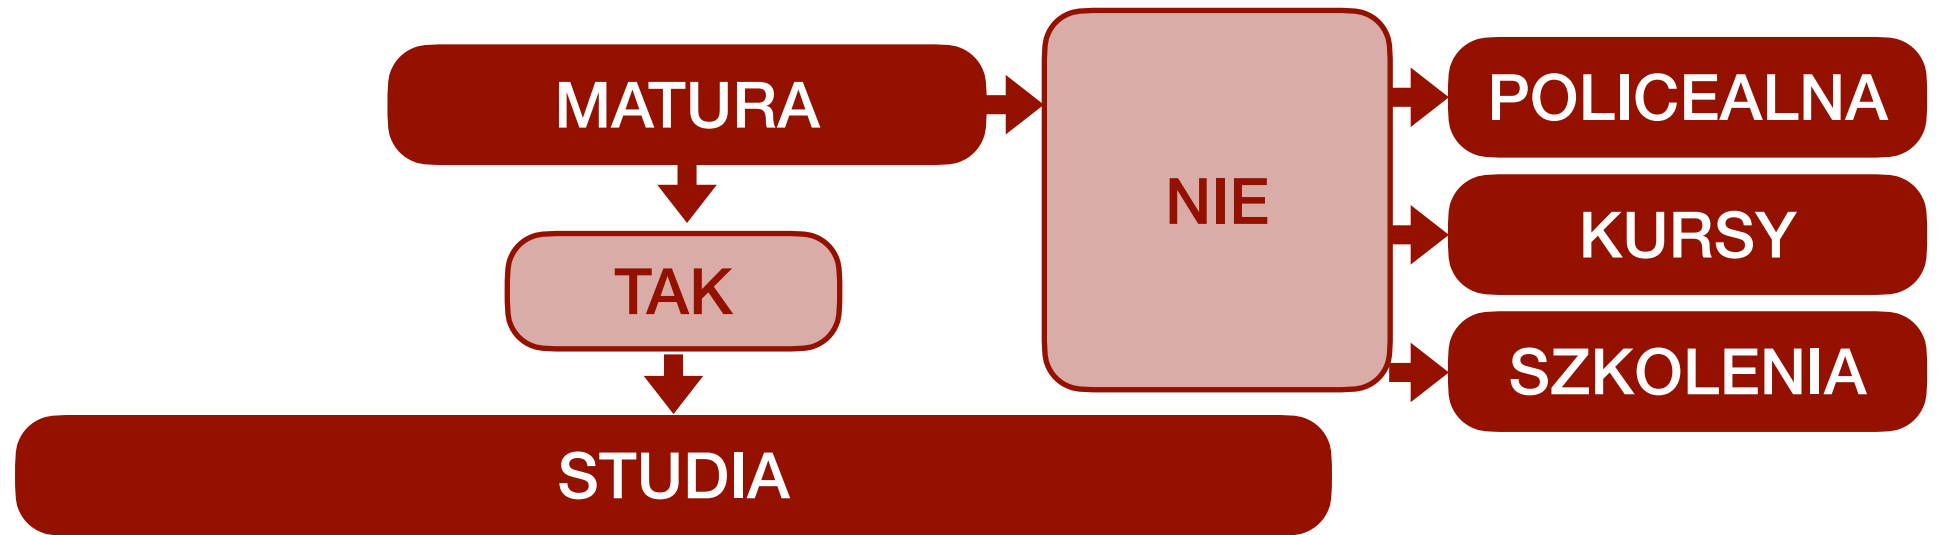 MATURA
NIE
POLICEALNA
KURSY
SZKOLENIA
TAK
STUDIA